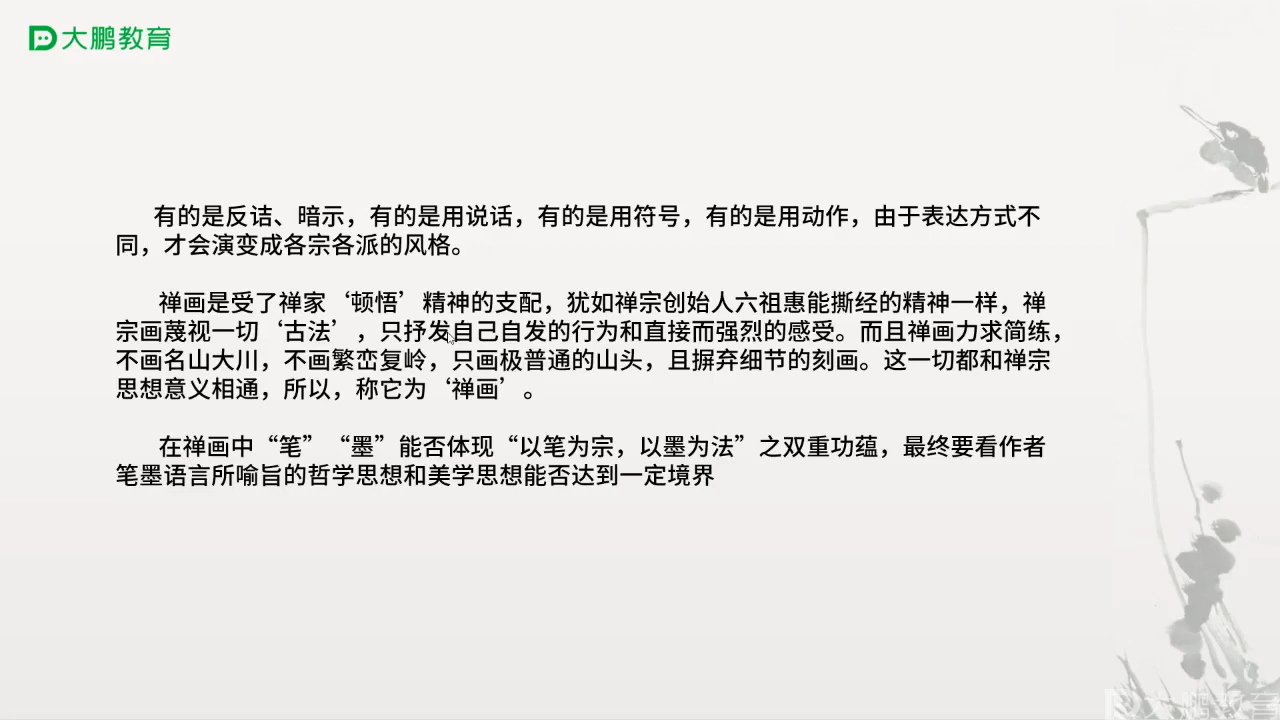 大鹏教育
有的是反诘、暗示，有的是用说话，有的是用符号，有的是用动作，由于表达方式不
同，才会演变成各宗各派的风格。
禅画是受了禅家‘顿悟’精神的支配，犹如禅宗创始人六祖惠能撕经的精神一样，禅
宗画蔑视一切‘古法’，只抒发自己自发的行为和直接而强烈的感受。而且禅画力求简练，
不画名山大川，不画繁峦复岭，只画极普通的山头，且摒弃细节的刻画。这一切都和禅宗
思想意义相通，所以，称它为‘禅画’。
在禅画中“笔”“墨”能否体现“以笔为宗，以墨为法”之双重功蕴，最终要看作者
笔墨语言所喻旨的哲学思想和美学思想能否达到一定境界
大鹏教育